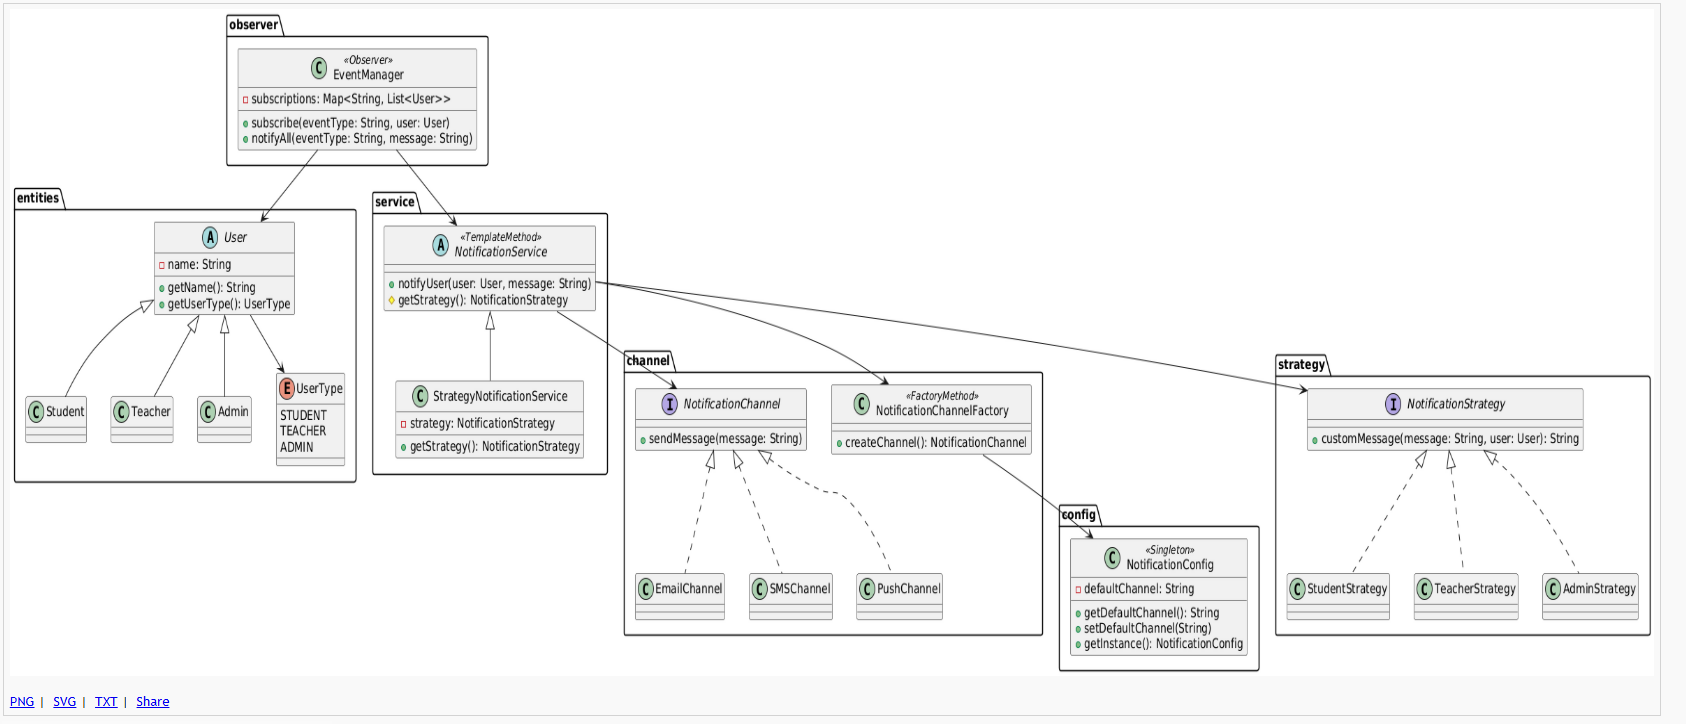 observer
«Observer»
C
EventManager
subscriptions: Map<String, List<User>>
subscribe(eventType: String, user: User)
notifyAll(eventType: String, message: String)
entities
A
User
name: String
getName(): String
getUserType(): UserType
C Student
C Teacher
C Admin
E UserType
STUDENT
TEACHER
ADMIN
service
«TemplateMethod»
A
NotificationService
notifyUser(user: User, message: String)
getStrategy(): NotificationStrategy
C StrategyNotificationService
strategy: NotificationStrategy
getStrategy(): NotificationStrategy
channel
I NotificationChannel
sendMessage(message: String)
«FactoryMethod»
C
NotificationChannelFactory
createChannel(): NotificationChannel
C EmailChannel
C SMSChannel
C PushChannel
config
«Singleton»
C
NotificationConfig
defaultChannel: String
getDefaultChannel(): String
setDefaultChannel(String)
getInstance(): NotificationConfig
strategy
I NotificationStrategy
customMessage(message: String, user: User): String
C StudentStrategy
C TeacherStrategy
C AdminStrategy
PNG | SVG | TXT | Share